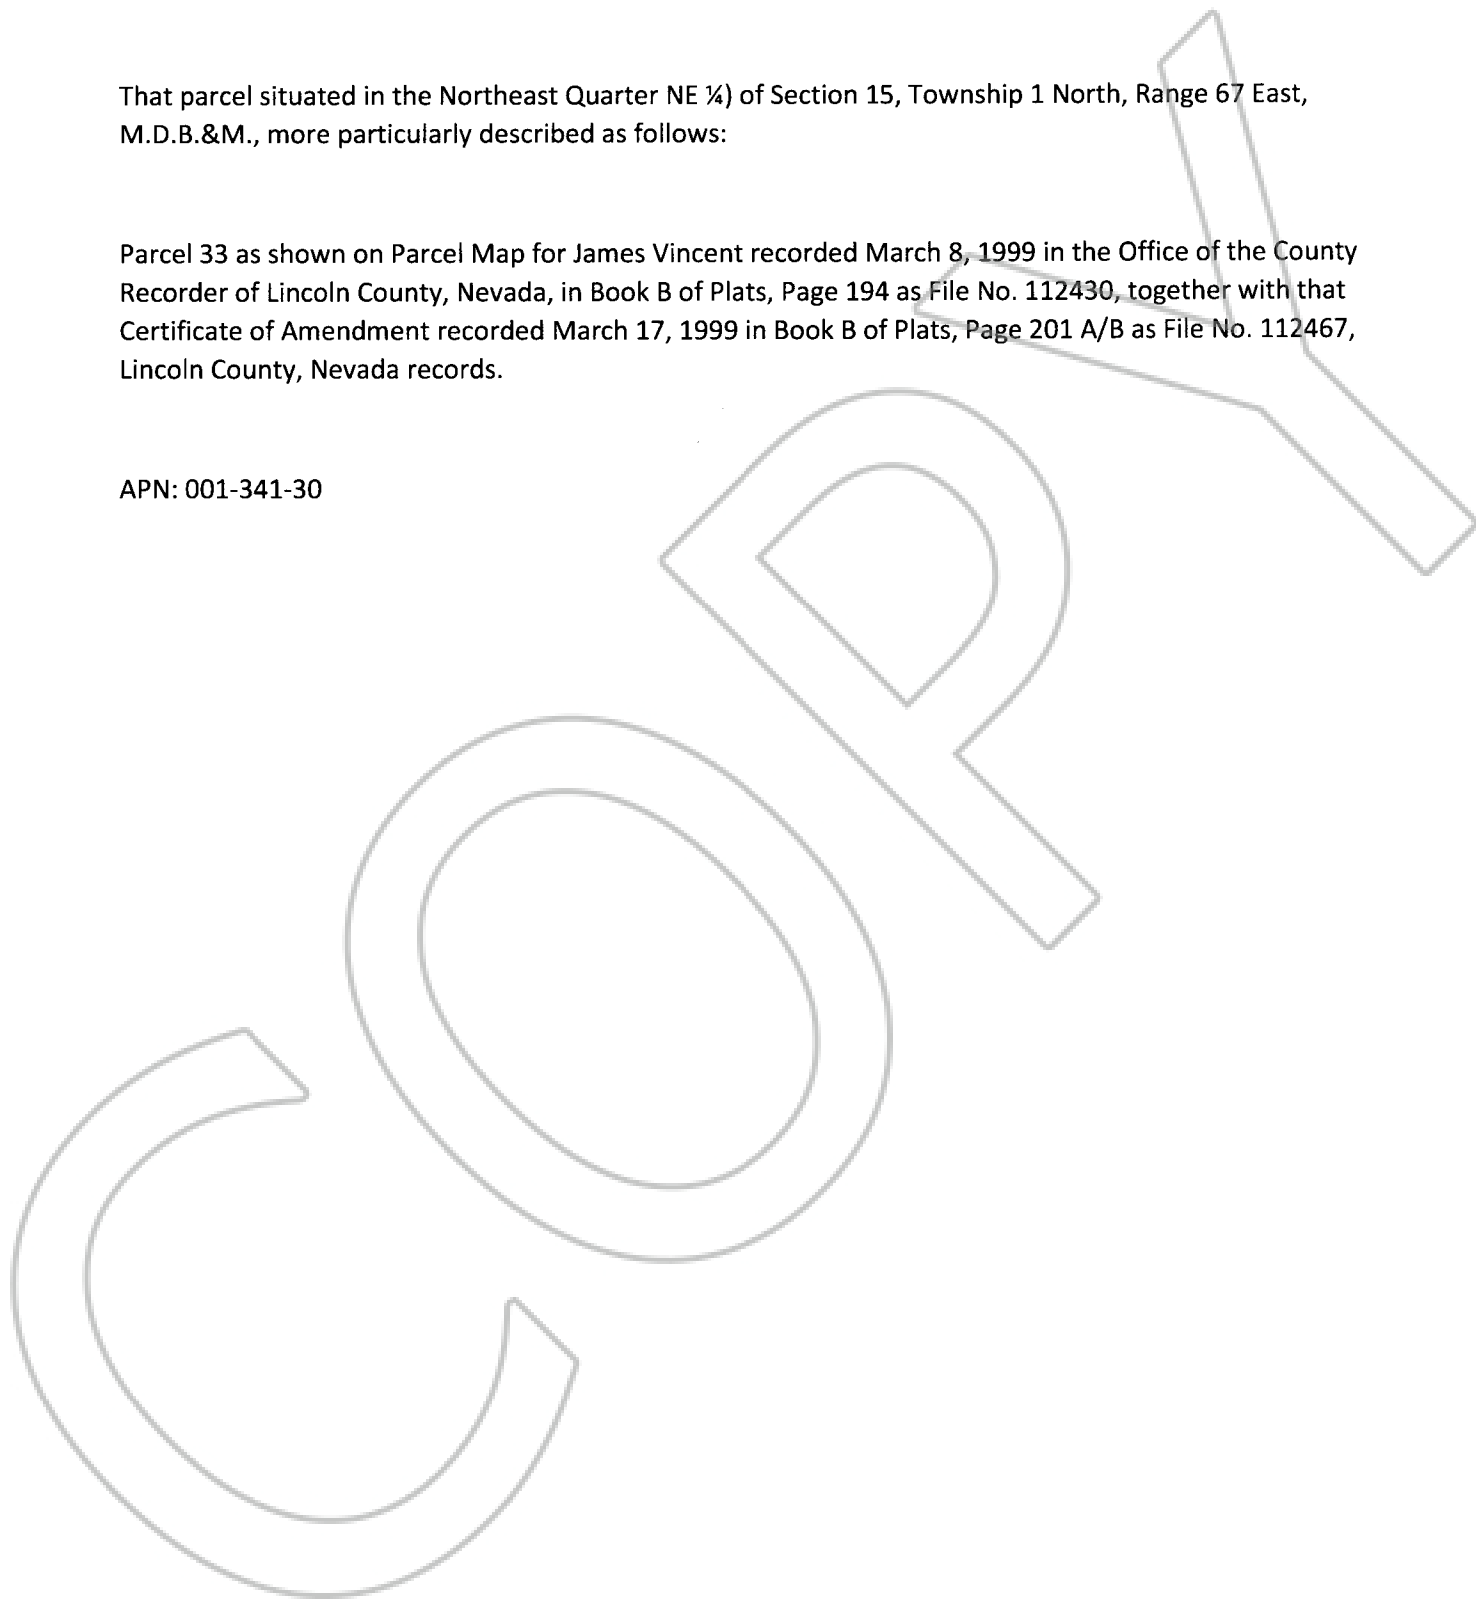 That parcel situated in the Northeast Quarter NE ¼) of Section 15, Township 1 North, Range 67 East,
M.D.B.&M., more particularly described as follows:
Parcel 33 as shown on Parcel Map for James Vincent recorded March 8, 1999 in the Office of the County
Recorder of Lincoln County, Nevada, in Book B of Plats, Page 194 as File No. 112430, together with that
Certificate of Amendment recorded March 17, 1999 in Book B of Plats, Page 201 A/B as File No. 112467,
Lincoln County, Nevada records.
APN: 001-341-30
COPY